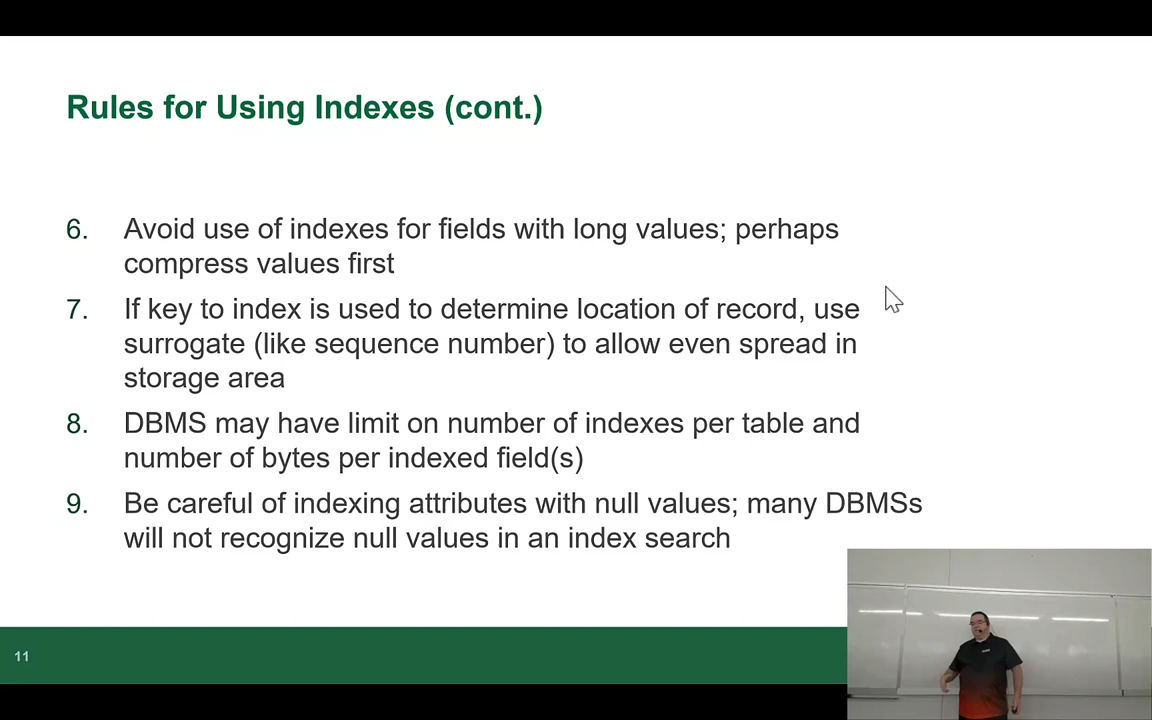 Rules for Using Indexes (cont.)
6. Avoid use of indexes for fields with long values; perhaps
compress values first
7. If key to index is used to determine location of record, use
surrogate (like sequence number) to allow even spread in
storage area
8. DBMS may have limit on number of indexes per table and
number of bytes per indexed field(s)
9. Be careful of indexing attributes with null values; many DBMSs
will not recognize null values in an index search
11